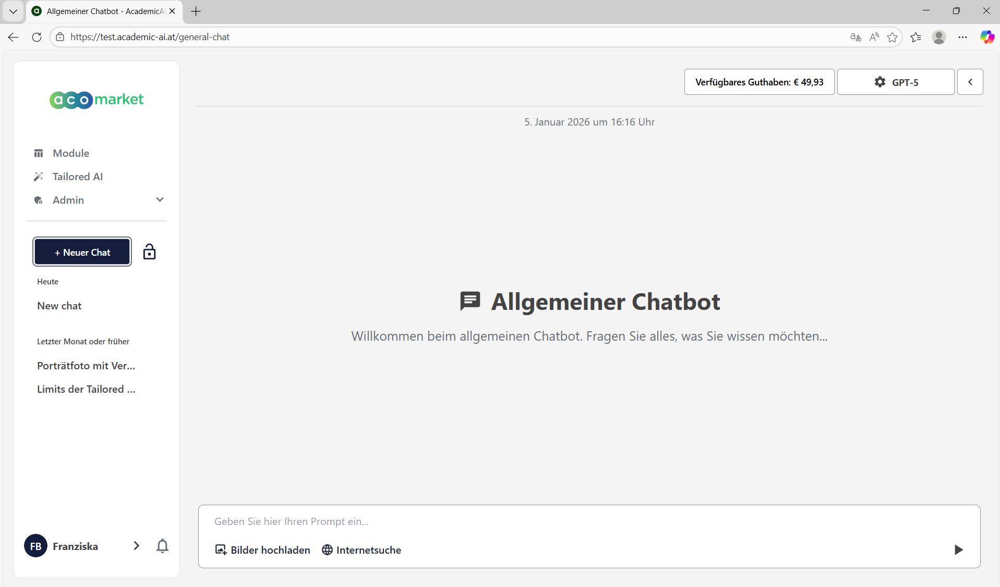 Allgemeiner Chatbot - AcademicAI
https://test.academic-ai.at/general-chat
aco market
Verfügbares Guthaben: € 49,93
GPT-5
5. Januar 2026 um 16:16 Uhr
Module
Tailored AI
Admin
+ Neuer Chat
Heute
New chat
Letzter Monat oder früher
Porträtfoto mit Ver...
Limits der Tailored ...
Allgemeiner Chatbot
Willkommen beim allgemeinen Chatbot. Fragen Sie alles, was Sie wissen möchten...
Geben Sie hier Ihren Prompt ein...
Bilder hochladen
Internetsuche
FB
Franziska